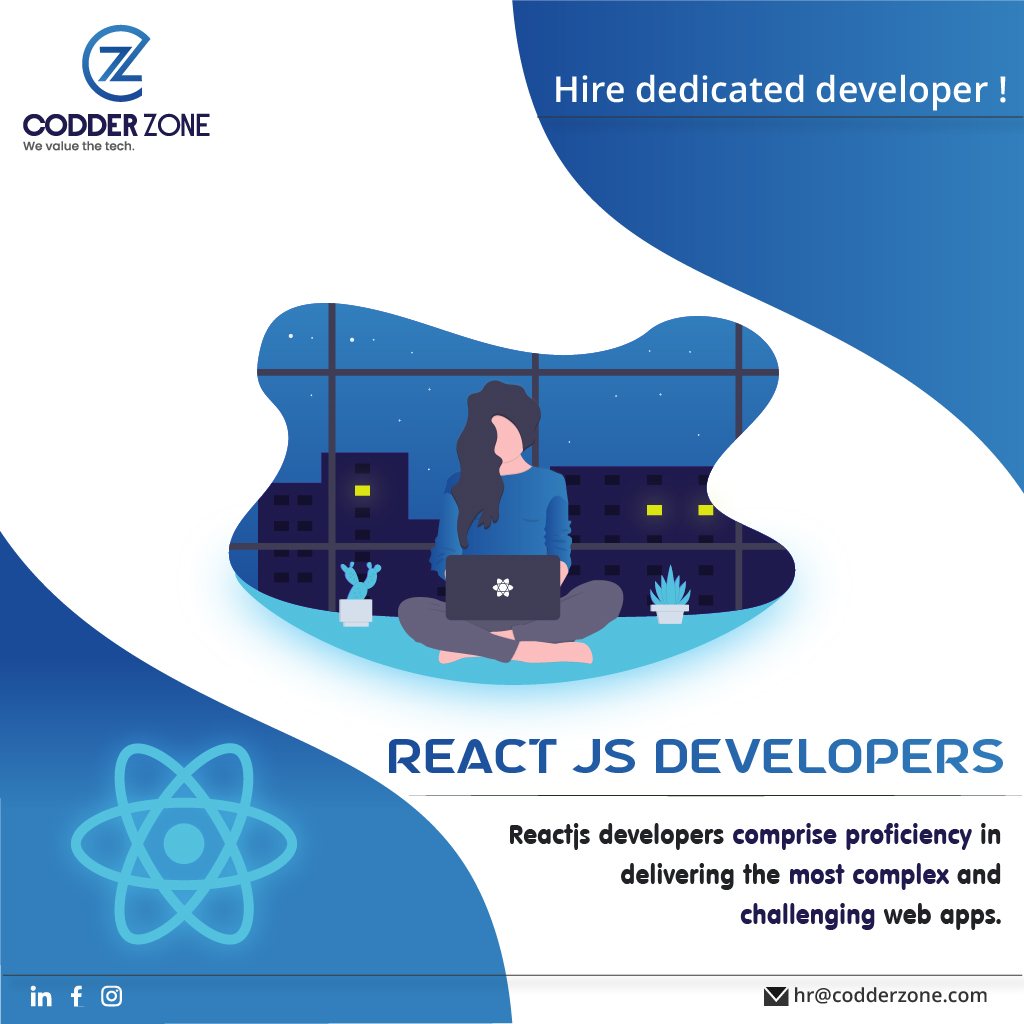 CODDER ZONE
We value the tech.
Hire dedicated developer !
REACT JS DEVELOPERS
Reactjs developers comprise proficiency in
delivering the most complex and
challenging web apps.
hr@codderzone.com